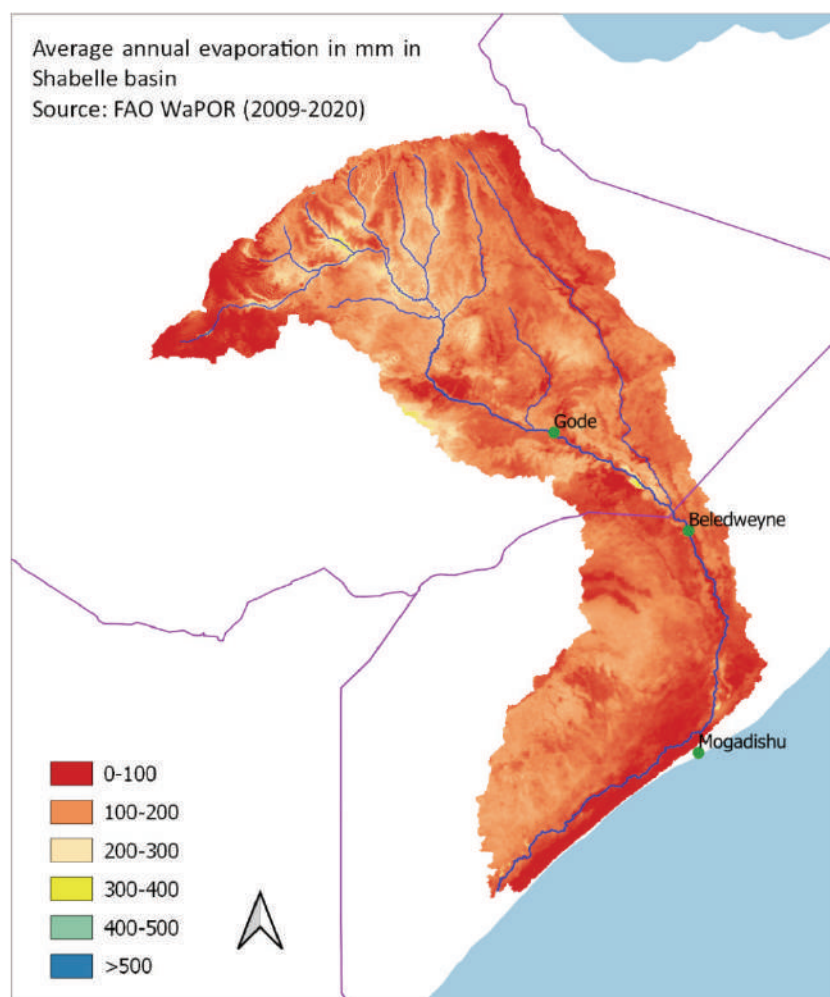 Average annual evaporation in mm in
Shabelle basin
Source: FAO WaPOR (2009-2020)
Gode
Beledweyne
Mogadishu
0-100
100-200
200-300
300-400
400-500
>500